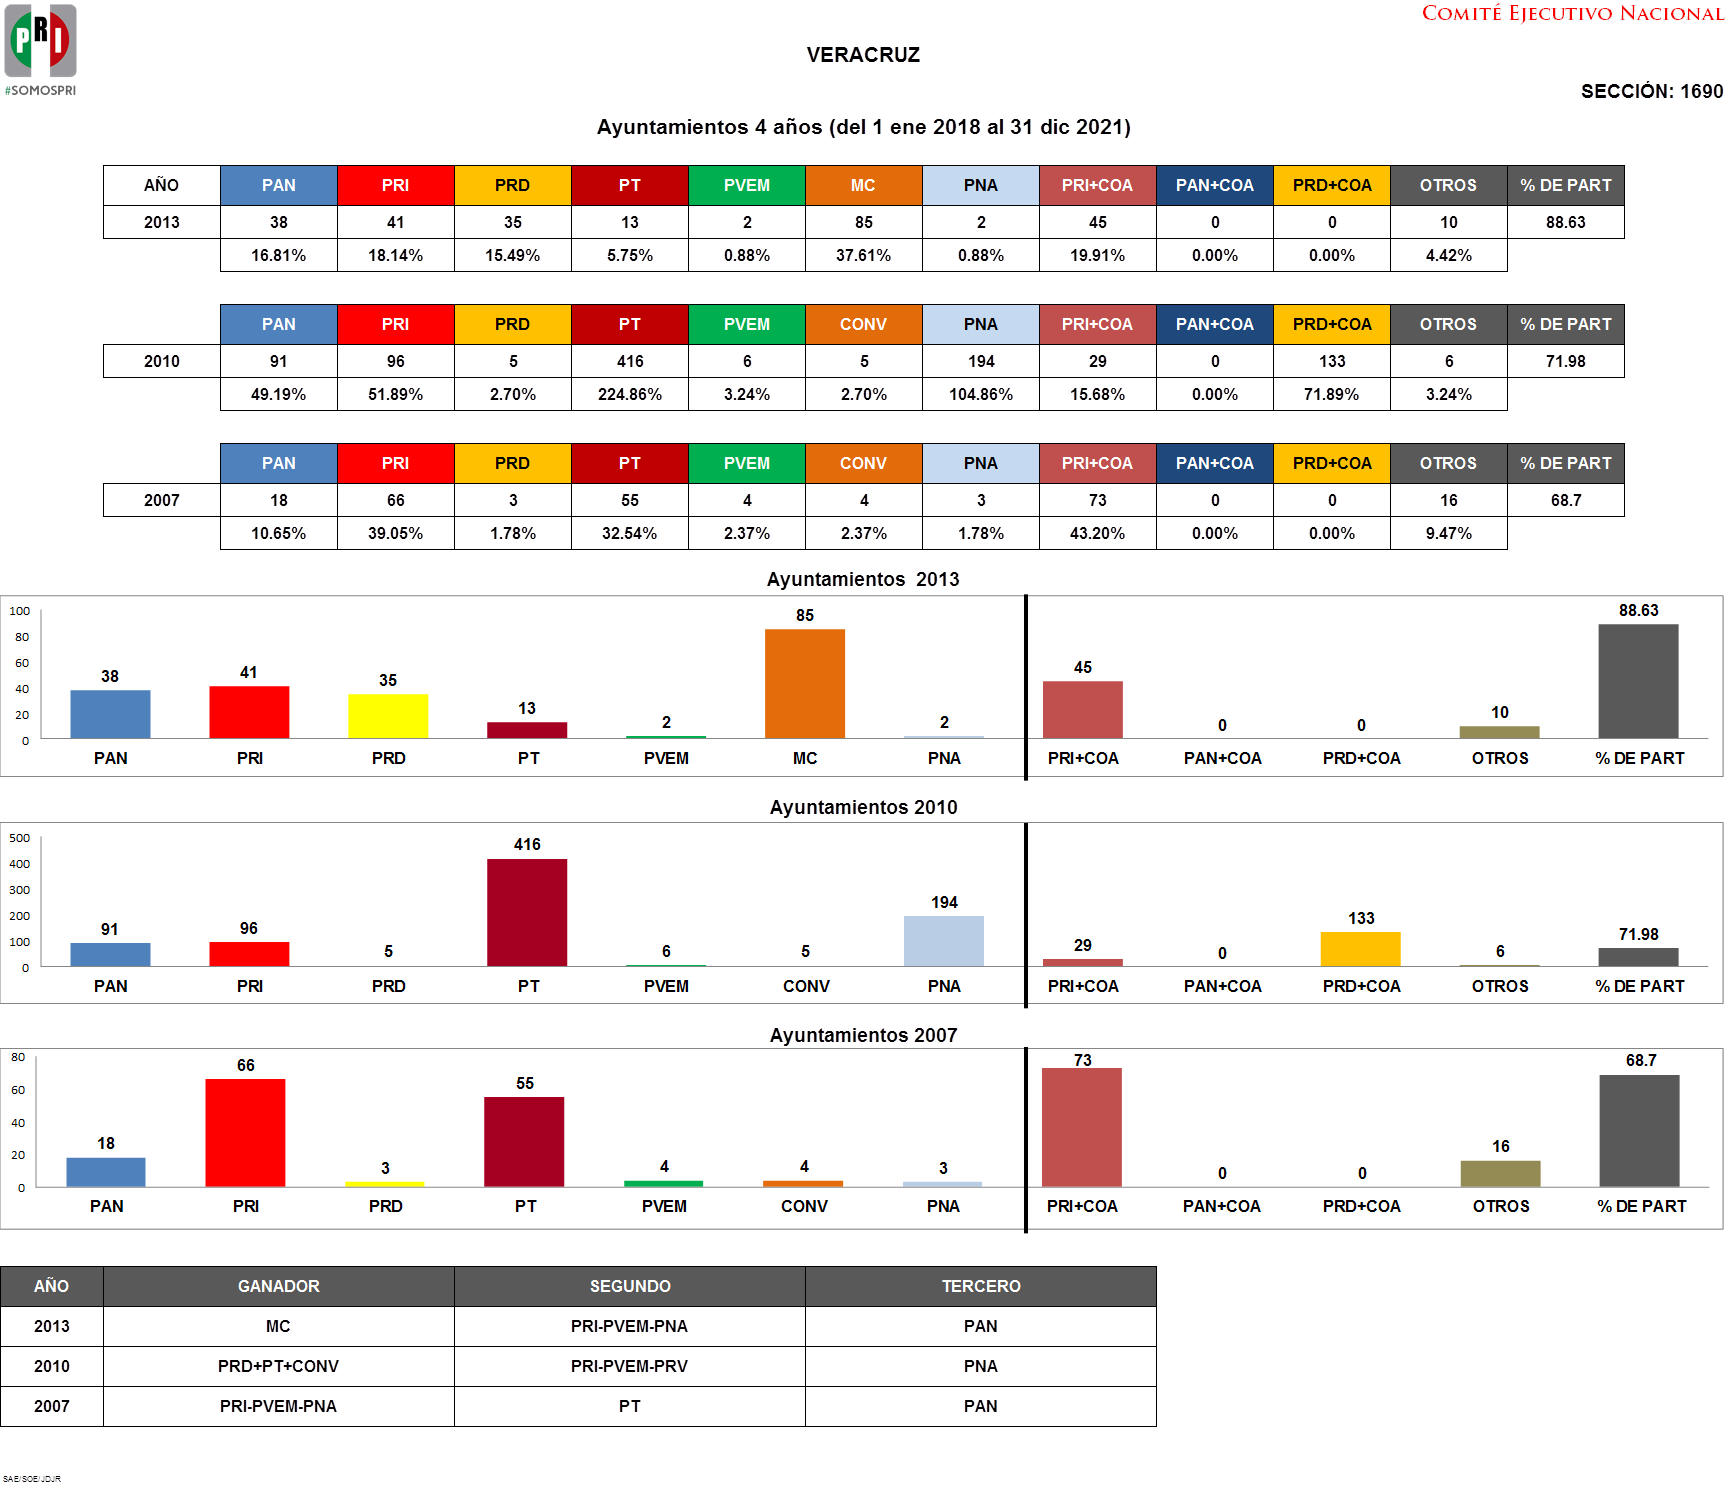 PRI
#SOMOSPRI
COMITÉ EJECUTIVO NACIONAL
VERACRUZ
SECCIÓN: 1690
Ayuntamientos 4 años (del 1 ene 2018 al 31 dic 2021)
AÑO PAN PRI PRD PT PVEM MC PNA PRI+COA PAN+COA PRD+COA OTROS % DE PART
2013 38 41 35 13 2 85 2 45 0 0 10 88.63
16.81% 18.14% 15.49% 5.75% 0.88% 37.61% 0.88% 19.91% 0.00% 0.00% 4.42%
PAN PRI PRD PT PVEM CONV PNA PRI+COA PAN+COA PRD+COA OTROS % DE PART
2010 91 96 5 416 6 5 194 29 0 133 6 71.98
49.19% 51.89% 2.70% 224.86% 3.24% 2.70% 104.86% 15.68% 0.00% 71.89% 3.24%
PAN PRI PRD PT PVEM CONV PNA PRI+COA PAN+COA PRD+COA OTROS % DE PART
2007 18 66 3 55 4 4 3 73 0 0 16 68.7
10.65% 39.05% 1.78% 32.54% 2.37% 2.37% 1.78% 43.20% 0.00% 0.00% 9.47%
Ayuntamientos 2013
100
80
60
40
20
0
38 41 35 13 2 85 2 45 0 0 10 88.63
PAN PRI PRD PT PVEM MC PNA PRI+COA PAN+COA PRD+COA OTROS % DE PART
Ayuntamientos 2010
500
400
300
200
100
0
91 96 5 416 6 5 194 29 0 133 6 71.98
PAN PRI PRD PT PVEM CONV PNA PRI+COA PAN+COA PRD+COA OTROS % DE PART
Ayuntamientos 2007
80
60
40
20
0
18 66 3 55 4 4 3 73 0 0 16 68.7
PAN PRI PRD PT PVEM CONV PNA PRI+COA PAN+COA PRD+COA OTROS % DE PART
AÑO GANADOR SEGUNDO TERCERO
2013 MC PRI-PVEM-PNA PAN
2010 PRD+PT+CONV PRI-PVEM-PRV PNA
2007 PRI-PVEM-PNA PT PAN
SAE/SOE/JDJR